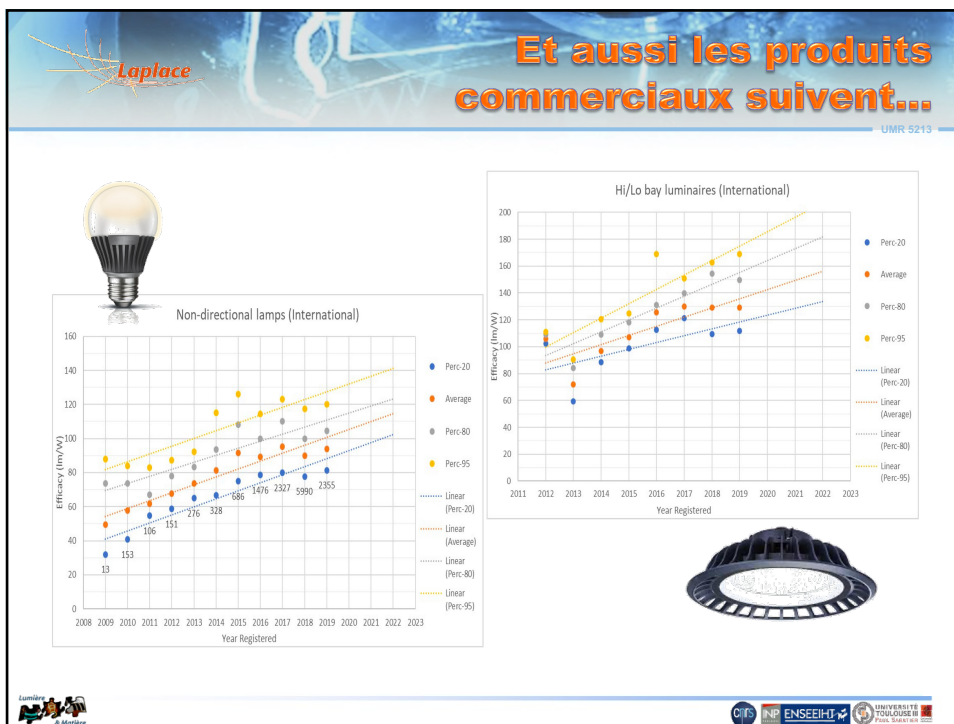 Laplace
Et aussi les produits
commerciaux suivent...
UMR 5213
Non-directional lamps (International)
160
140
120
100
80
60
40
20
0
Efficacy (lm/W)
13
153
106
151
276
328
686
1476
2327
5990
2355
2008 2009 2010 2011 2012 2013 2014 2015 2016 2017 2018 2019 2020 2021 2022 2023
Year Registered
Perc-20
Average
Perc-80
Perc-95
Linear
(Perc-20)
Linear
(Average)
Linear
(Perc-80)
Linear
(Perc-95)
Hi/Lo bay luminaires (International)
200
180
160
140
120
100
80
60
40
20
0
Efficacy (lm/W)
2011 2012 2013 2014 2015 2016 2017 2018 2019 2020 2021 2022 2023
Year Registered
Perc-20
Average
Perc-80
Perc-95
Linear
(Perc-20)
Linear
(Average)
Linear
(Perc-80)
Linear
(Perc-95)
Lumière
& Matière
CNRS
INP
ENSEEIHT
UNIVERSITÉ
TOULOUSE III
PAUL SABATIER